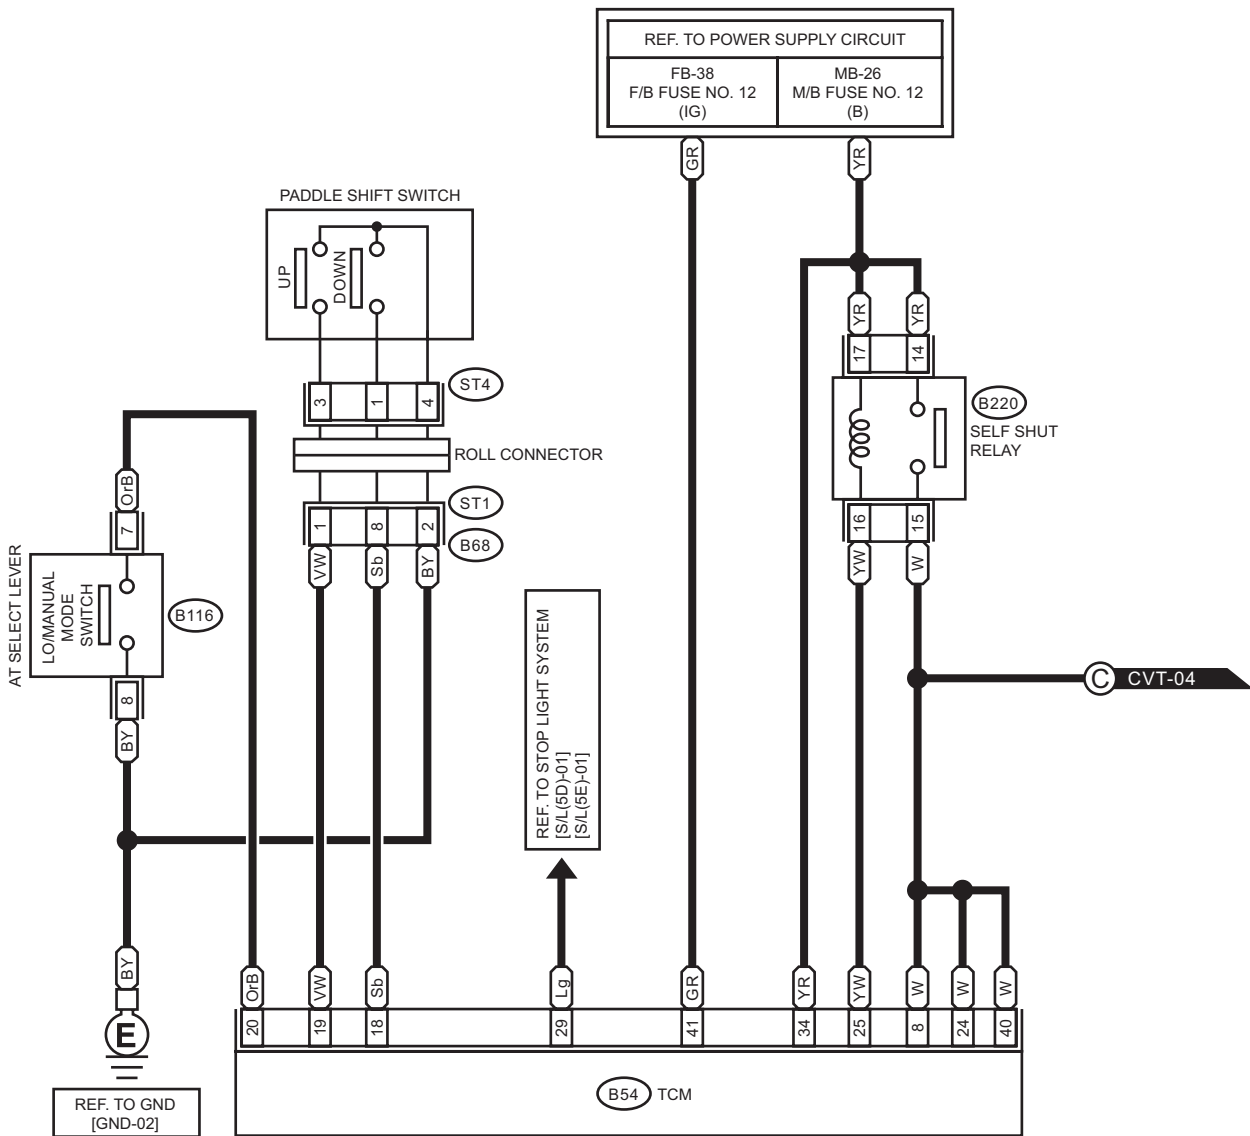 REF. TO POWER SUPPLY CIRCUIT
FB-38
F/B FUSE NO. 12
(IG)
MB-26
M/B FUSE NO. 12
(B)
GR
YR
PADDLE SHIFT SWITCH
UP
DOWN
YR
YR
17
14
3
1
4
ST4
B220
SELF SHUT
RELAY
ROLL CONNECTOR
OrB
7
ST1
1
8
2
B68
16
15
VW
Sb
BY
YW
W
AT SELECT LEVER
LO/MANUAL
MODE
SWITCH
B116
8
BY
REF. TO STOP LIGHT SYSTEM
[S/L(5D)-01]
[S/L(5E)-01]
C
CVT-04
BY
OrB
VW
Sb
Lg
GR
YR
YW
W
W
W
20
19
18
29
41
34
25
8
24
40
E
B54
TCM
REF. TO GND
[GND-02]